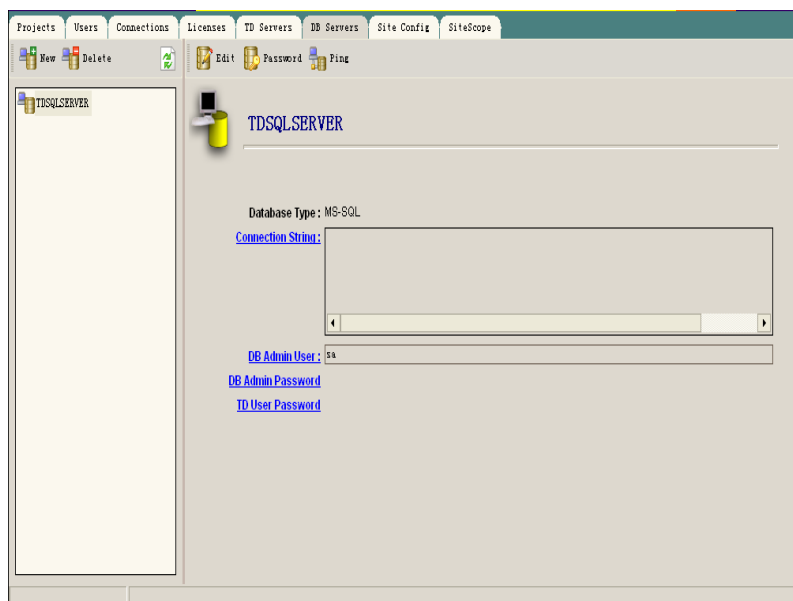 Projects Users Connections Licenses TD Servers DB Servers Site Config SiteScope
New Delete Edit Password Ping
TDSQLSERVER
TDSQLSERVER
Database Type : MS-SQL
Connection String :
DB Admin User : sa
DB Admin Password
TD User Password